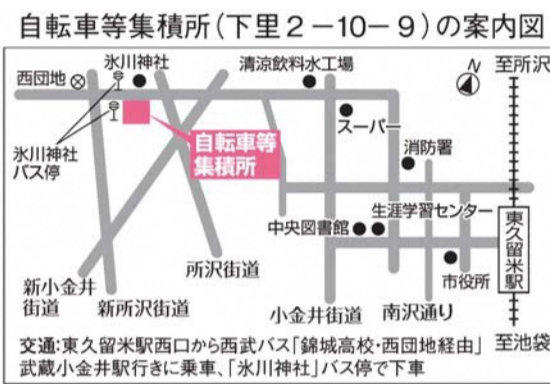 自転車等集積所(下里2-10-9)の案内図
氷川神社
清涼飲料水工場
N
至所沢
西団地
スーパー
自転車等
集積所
氷川神社
バス停
消防署
生涯学習センター
中央図書館
東久留米駅
所沢街道
市役所
新小金井
街道
新所沢街道
小金井街道
南沢通り
至池袋
交通:東久留米駅西口から西武バス「錦城高校・西団地経由」
武蔵小金井駅行きに乗車、「氷川神社」バス停で下車